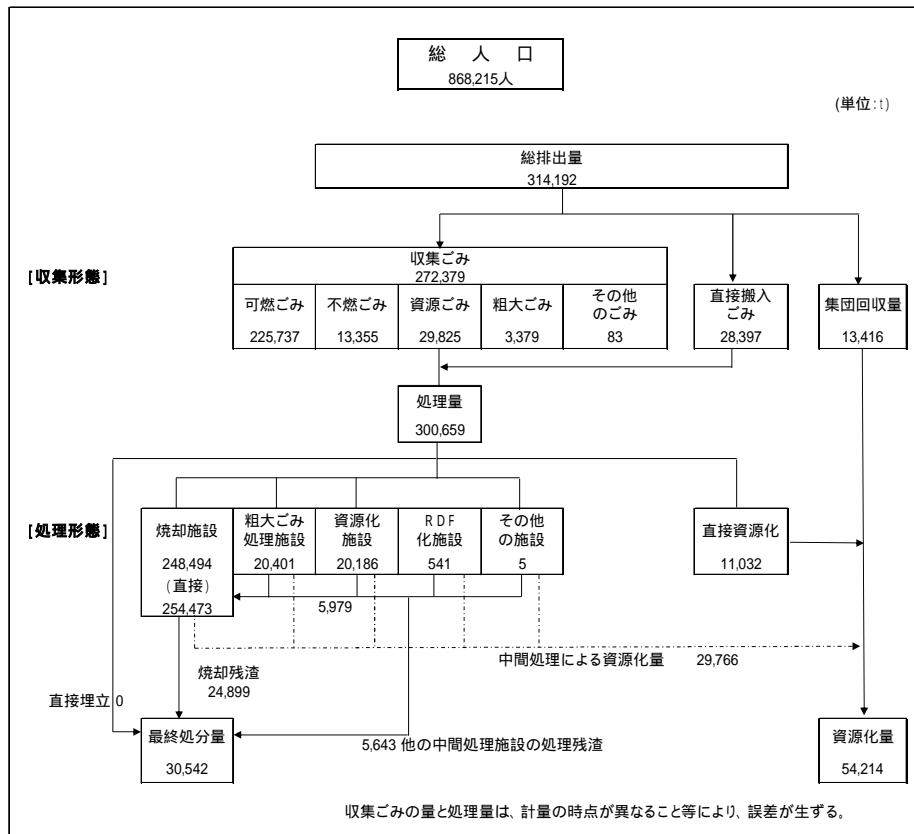 総 人 口
868,215人
(単位:t)
総排出量
314,192
[収集形態]
収集ごみ
272,379
可燃ごみ
225,737
不燃ごみ
13,355
資源ごみ
29,825
粗大ごみ
3,379
その他
のごみ
83
直接搬入
ごみ
28,397
集団回収量
13,416
処理量
300,659
[処理形態]
焼却施設
248,494
(直接)
254,473
粗大ごみ
処理施設
20,401
資源化
施設
20,186
RDF
化施設
541
その他
の施設
5
直接資源化
11,032
5,979
中間処理による資源化量 29,766
焼却残渣
24,899
直接埋立 0
最終処分量
30,542
5,643 他の中間処理施設の処理残渣
資源化量
54,214
収集ごみの量と処理量は、計量の時点が異なること等により、誤差が生ずる。